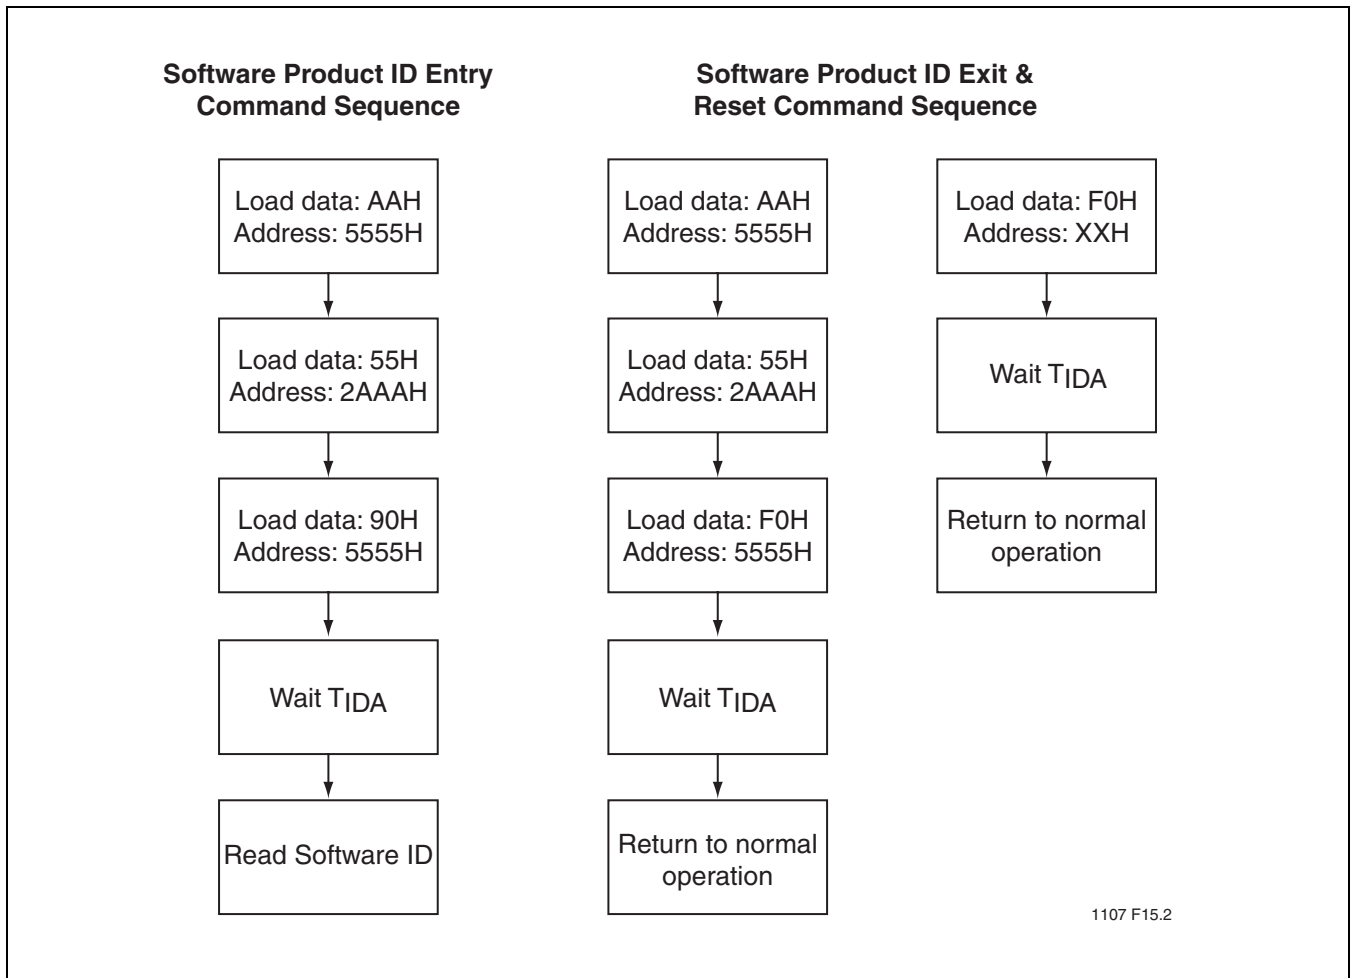 Software Product ID Entry
Command Sequence
Load data: AAH
Address: 5555H
Load data: 55H
Address: 2AAAH
Load data: 90H
Address: 5555H
Wait TIDA
Read Software ID
Software Product ID Exit &
Reset Command Sequence
Load data: AAH
Address: 5555H
Load data: 55H
Address: 2AAAH
Load data: F0H
Address: 5555H
Wait TIDA
Return to normal
operation
Load data: F0H
Address: XXH
Wait TIDA
Return to normal
operation
1107 F15.2